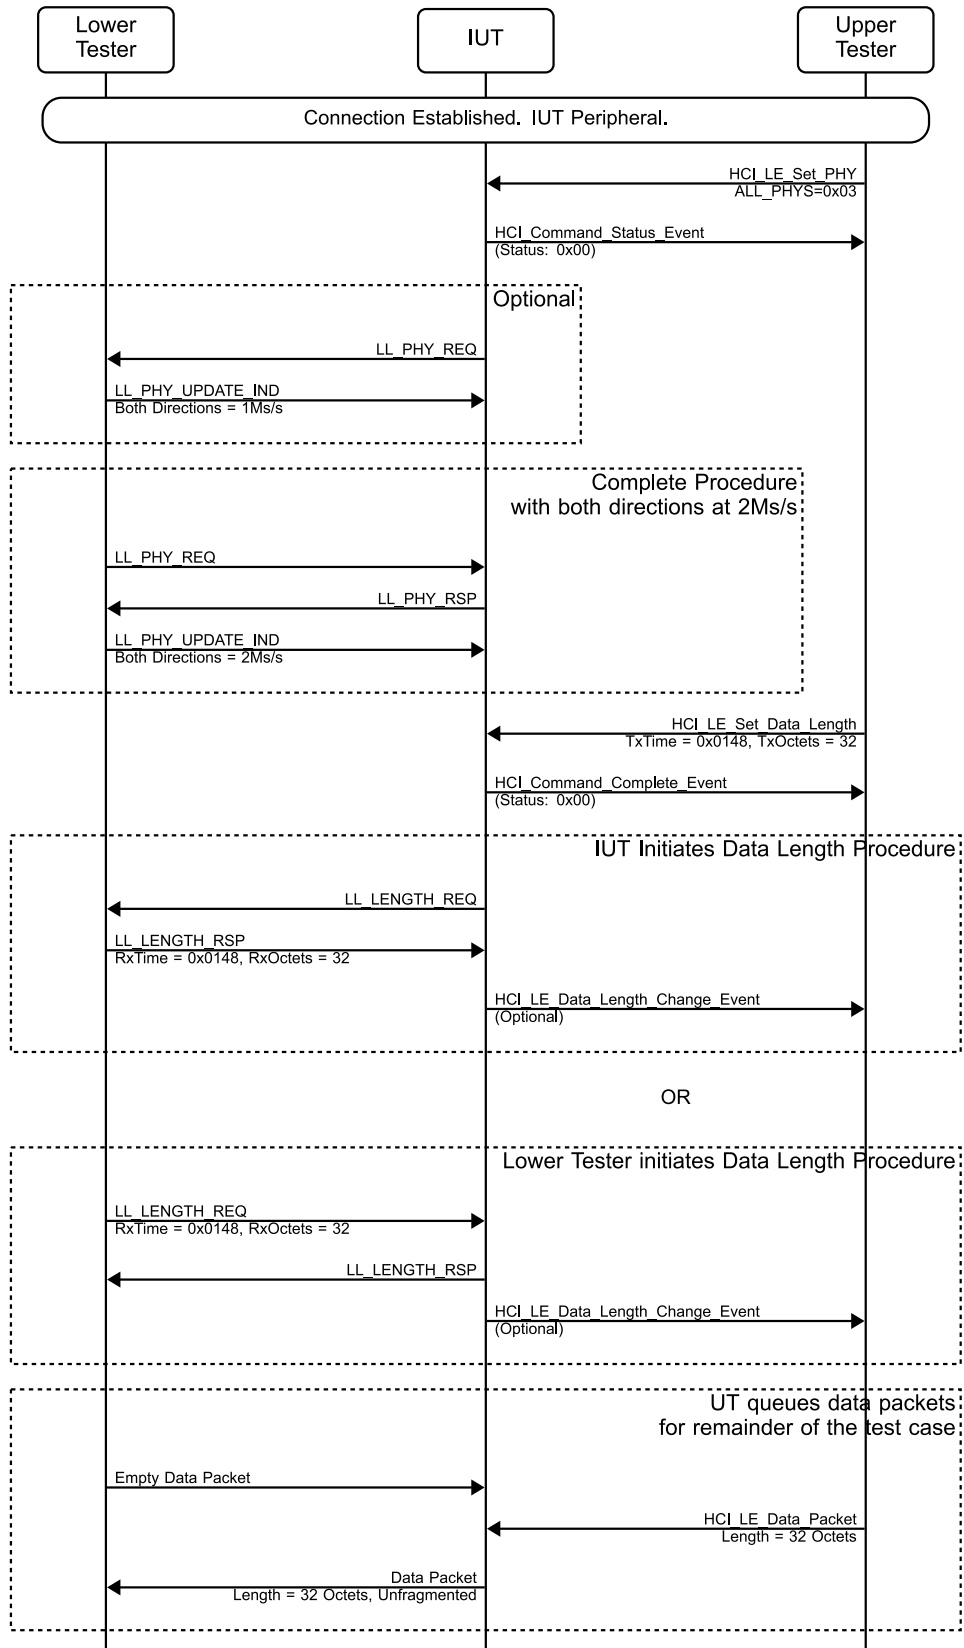 Lower
Tester
IUT
Upper
Tester
Connection Established.  IUT Peripheral.
HCI_LE_Set_PHY
ALL_PHYS=0x03
HCI_Command_Status_Event
(Status:  0x00)
Optional
LL_PHY_REQ
LL_PHY_UPDATE_IND
Both Directions = 1Ms/s
Complete Procedure
with both directions at 2Ms/s
LL_PHY_REQ
LL_PHY_RSP
LL_PHY_UPDATE_IND
Both Directions = 2Ms/s
HCI_LE_Set_Data_Length
TxTime = 0x0148, TxOctets = 32
HCI_Command_Complete_Event
(Status:  0x00)
IUT Initiates Data Length Procedure
LL_LENGTH_REQ
LL_LENGTH_RSP
RxTime = 0x0148, RxOctets = 32
HCI_LE_Data_Length_Change_Event
(Optional)
OR
Lower Tester initiates Data Length Procedure
LL_LENGTH_REQ
RxTime = 0x0148, RxOctets = 32
LL_LENGTH_RSP
HCI_LE_Data_Length_Change_Event
(Optional)
UT queues data packets
for remainder of the test case
Empty Data Packet
HCI_LE_Data_Packet
Length = 32 Octets
Data Packet
Length = 32 Octets, Unfragmented